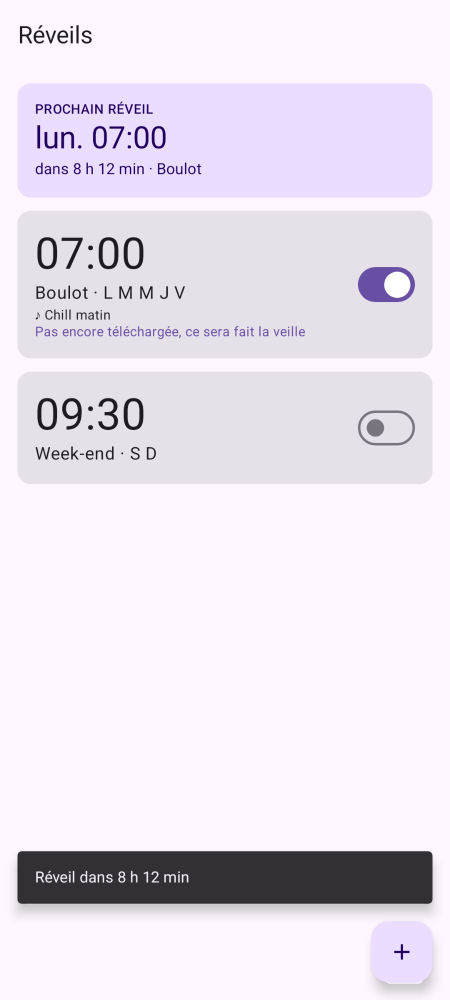 Réveils
PROCHAIN RÉVEIL
lun. 07:00
dans 8 h 12 min · Boulot
07:00
Boulot · L M M J V
♪ Chill matin
Pas encore téléchargée, ce sera fait la veille
09:30
Week-end · S D
Réveil dans 8 h 12 min
+